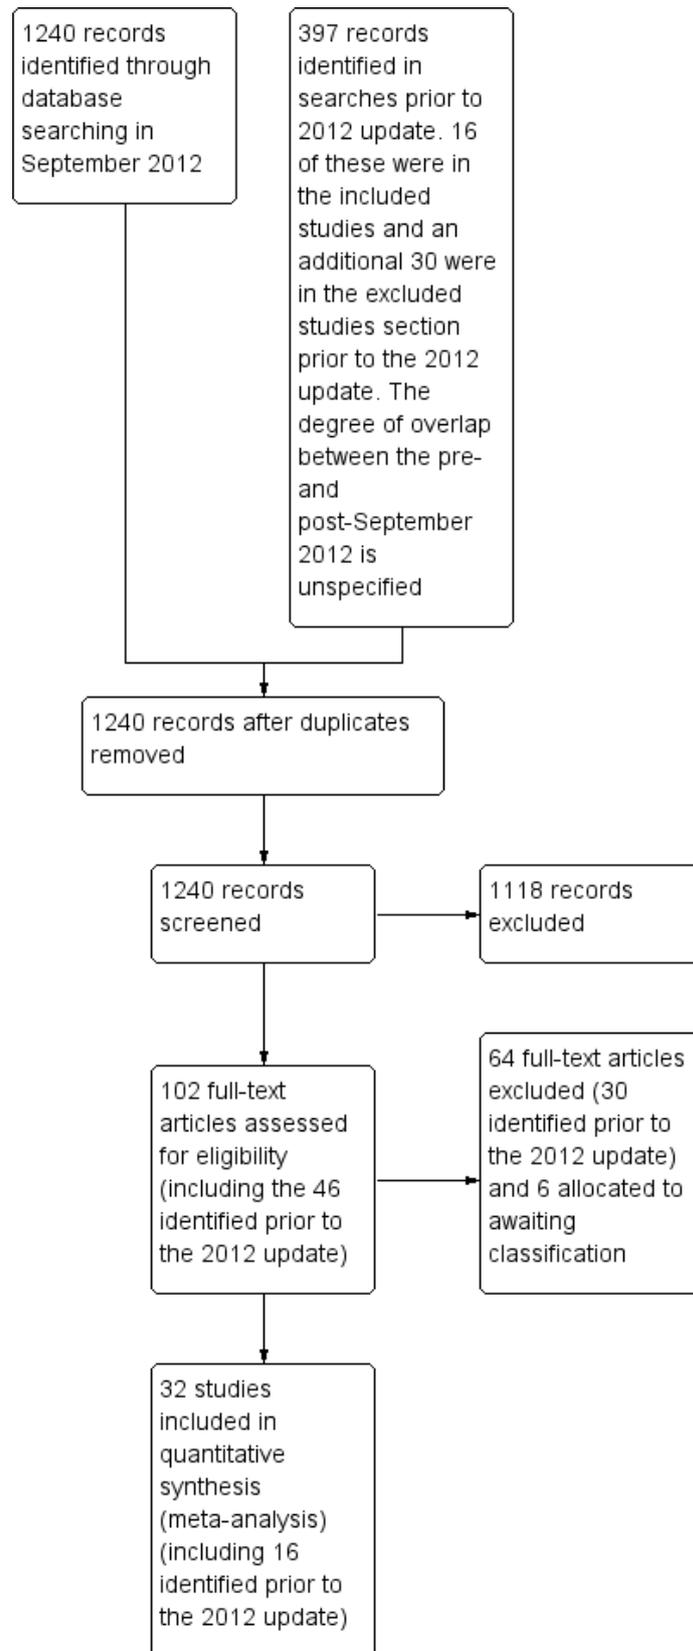 1240 records
identified through
database
searching in
September 2012
397 records
identified in
searches prior to
2012 update. 16
of these were in
the included
studies and an
additional 30 were
in the excluded
studies section
prior to the 2012
update. The
degree of overlap
between the pre-
and
post-September
2012 is
unspecified
1240 records after duplicates
removed
1240 records
screened
1118 records
excluded
102 full-text
articles assessed
for eligibility
(including the 46
identified prior to
the 2012 update)
64 full-text articles
excluded (30
identified prior to
the 2012 update)
and 6 allocated to
awaiting
classification
32 studies
included in
quantitative
synthesis
(meta-analysis)
(including 16
identified prior to
the 2012 update)